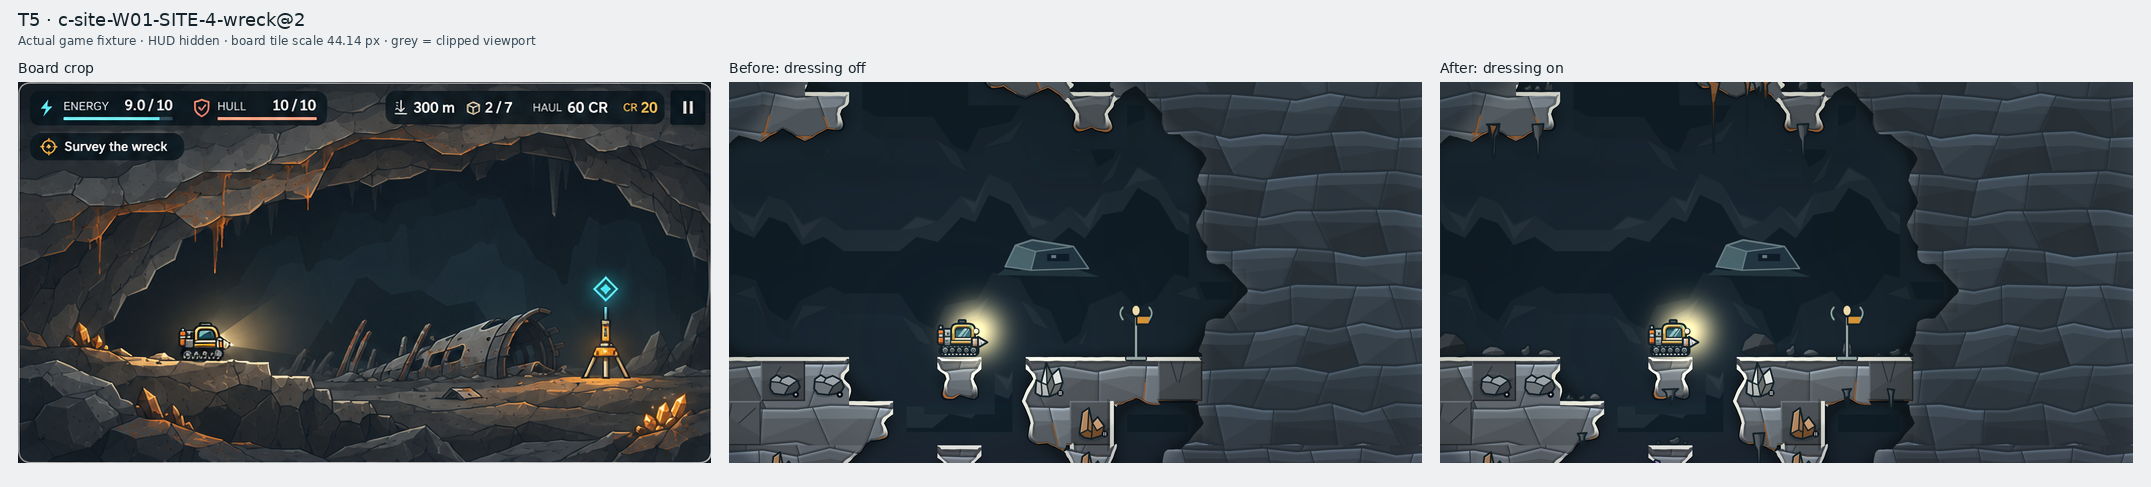 T5 · c-site-W01-SITE-4-wreck@2
Actual game fixture · HUD hidden · board tile scale 44.14 px · grey = clipped viewport
Board crop
Before: dressing off
After: dressing on
ENERGY 9.0/10 HULL 10/10 300 m 2/7 HAUL 60 CR CR 20
Survey the wreck